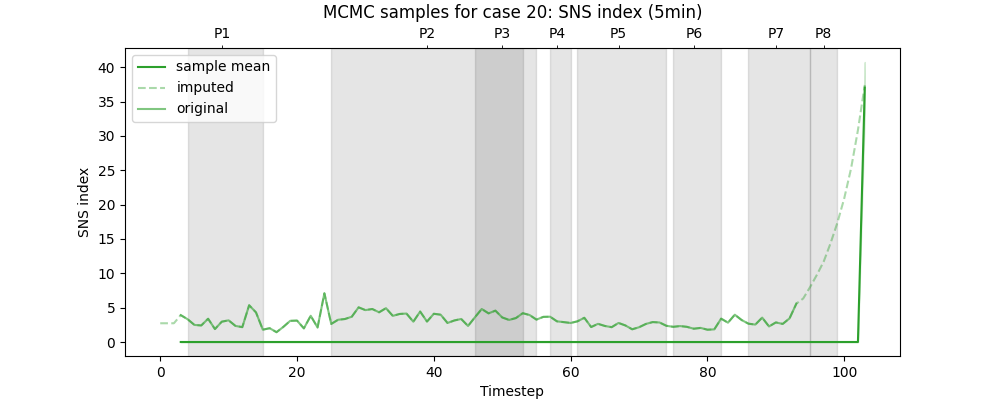 MCMC samples for case 20: SNS index (5min)
P1 P2 P3 P4 P5 P6 P7 P8
sample mean
imputed
original
40
35
30
25
20
15
10
5
0
SNS index
0 20 40 60 80 100
Timestep